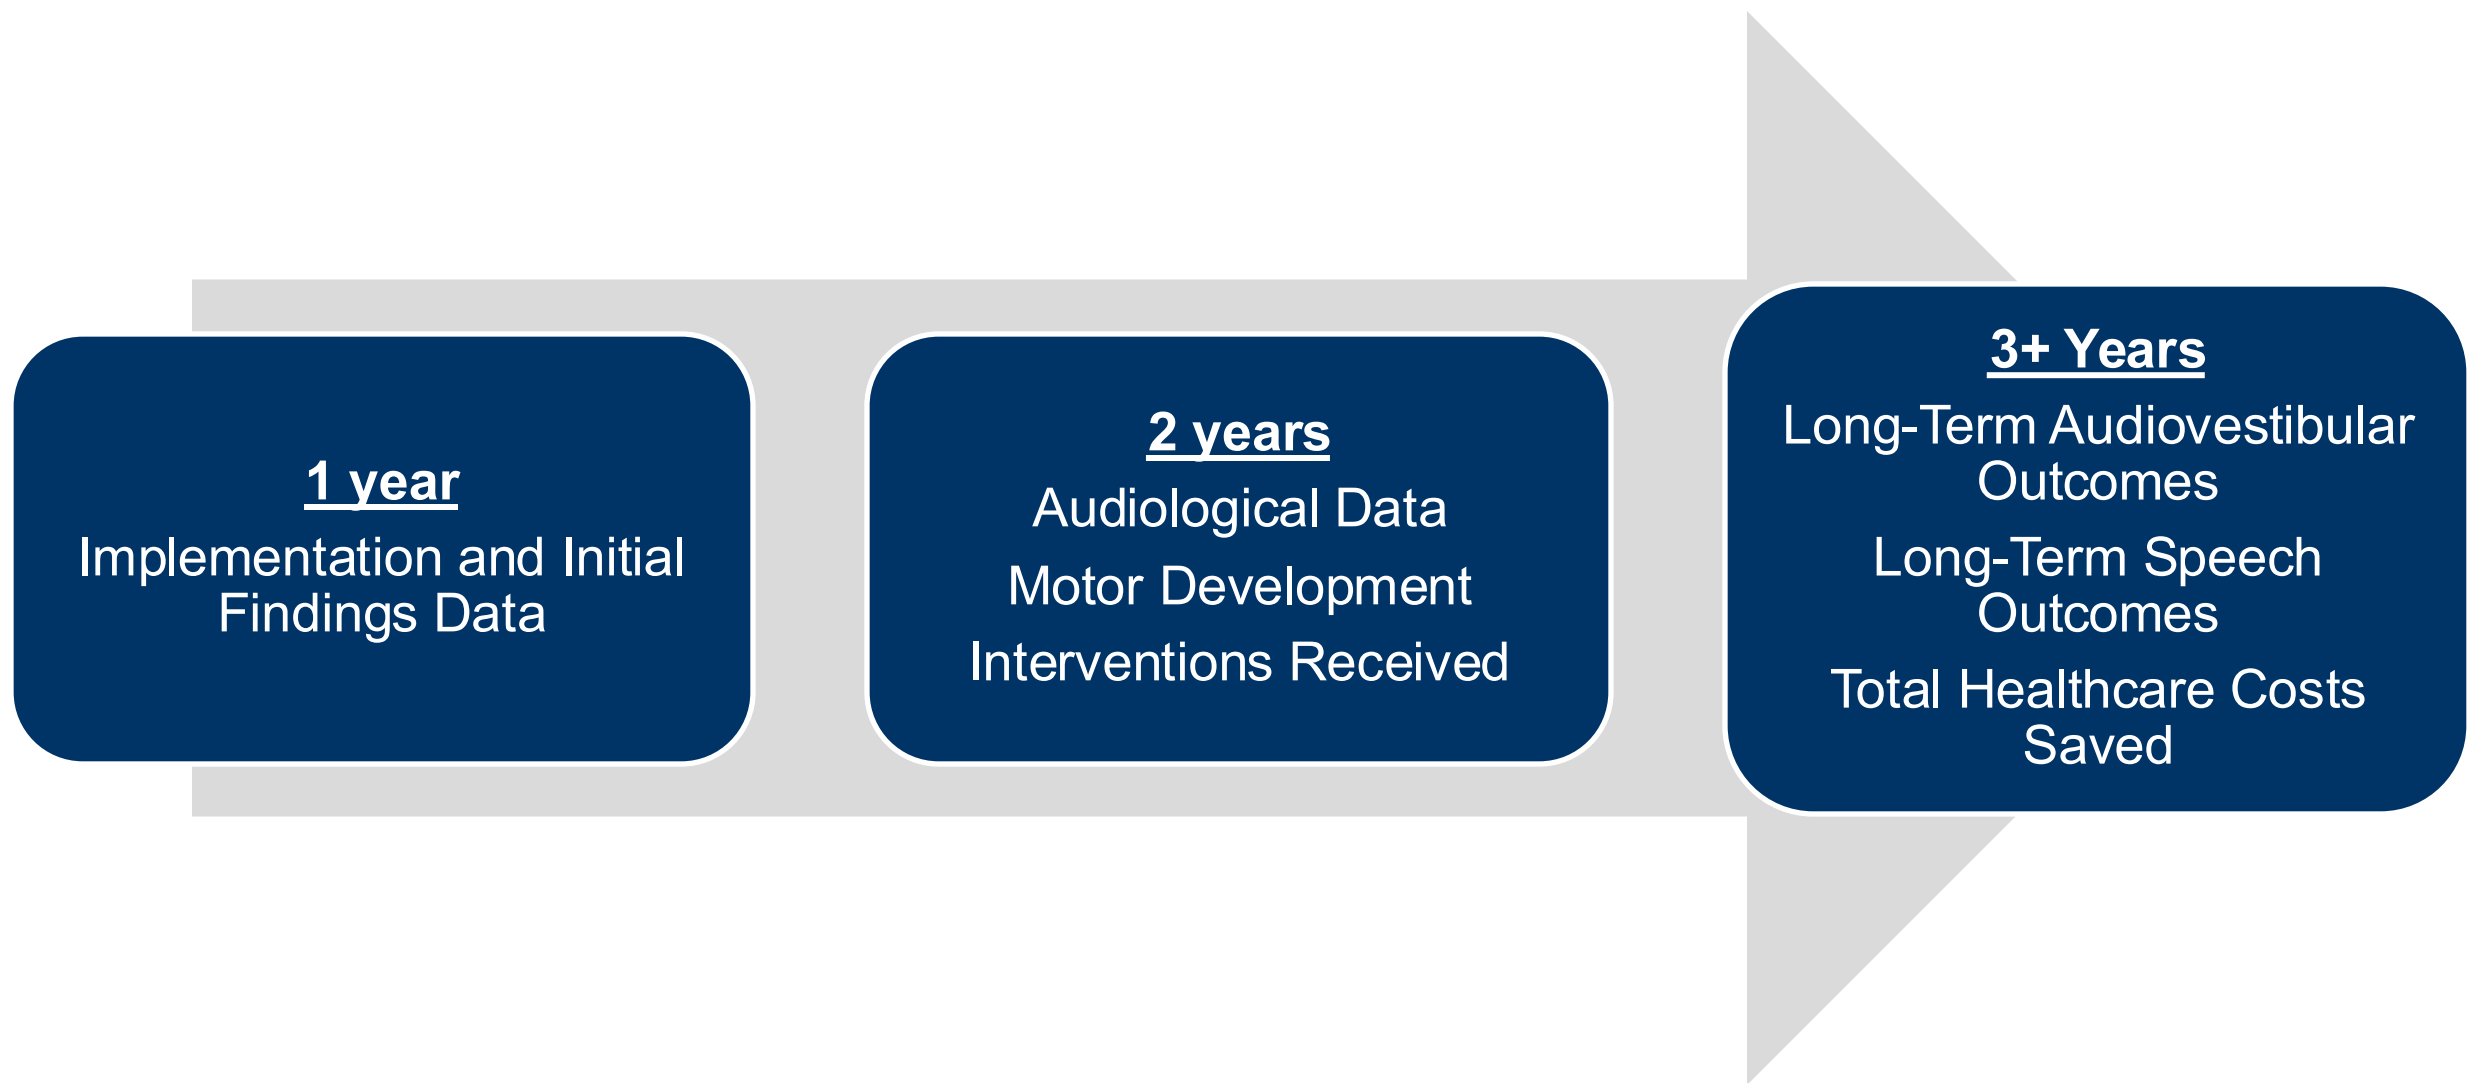 1 year
Implementation and Initial
Findings Data
2 years
Audiological Data
Motor Development
Interventions Received
3+ Years
Long-Term Audiovestibular
Outcomes
Long-Term Speech
Outcomes
Total Healthcare Costs
Saved